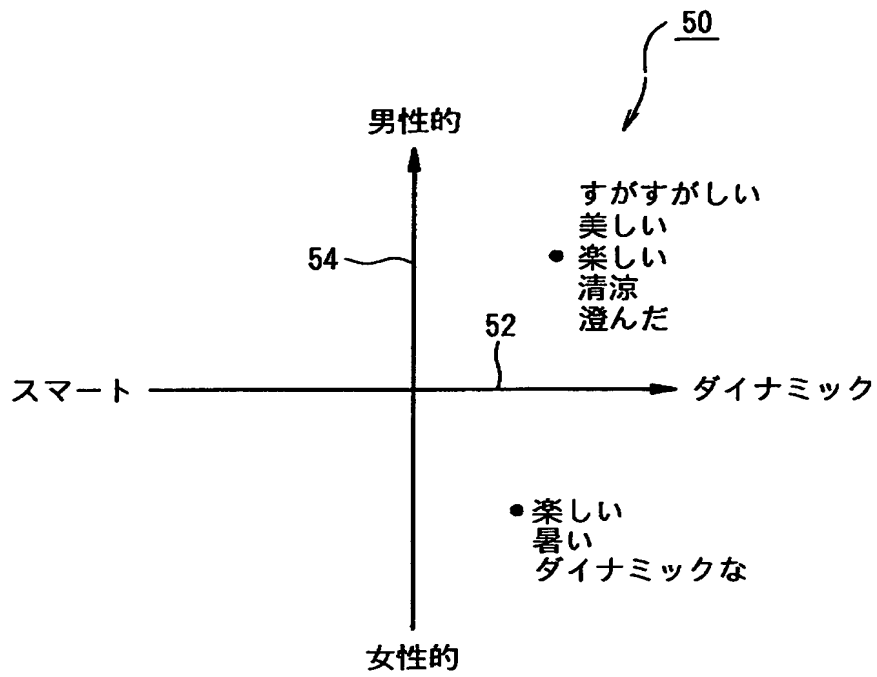 50
男性的
すがすがしい
美しい
楽しい
清涼
澄んだ
54
52
スマート
ダイナミック
楽しい
暑い
ダイナミックな
女性的